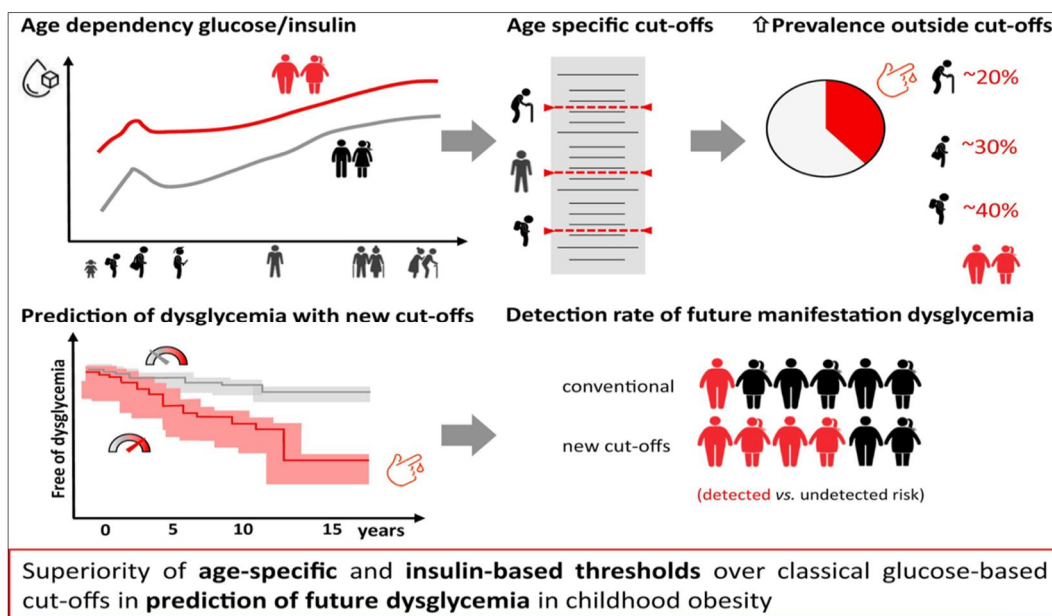 Age dependency glucose/insulin
Age specific cut-offs
⇧Prevalence outside cut-offs
~20%
~30%
~40%
Prediction of dysglycemia with new cut-offs
Free of dysglycemia
0 5 10 15 years
Detection rate of future manifestation dysglycemia
conventional
new cut-offs
(detected vs. undetected risk)
Superiority of age-specific and insulin-based thresholds over classical glucose-based
cut-offs in prediction of future dysglycemia in childhood obesity